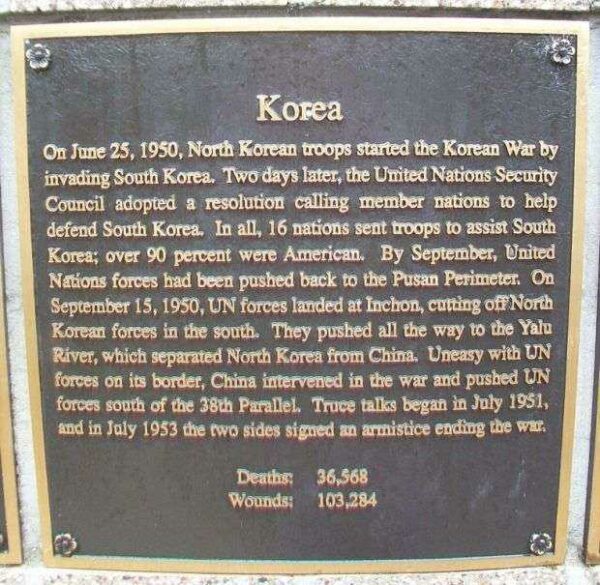 Korea
On June 25, 1950, North Korean troops started the Korean War by
invading South Korea. Two days later, the United Nations Security
Council adopted a resolution calling member nations to help
defend South Korea. In all, 16 nations sent troops to assist South
Korea; over 90 percent were American. By September, United
Nations forces had been pushed back to the Pusan Perimeter. On
September 15, 1950, UN forces landed at Inchon, cutting off North
Korean forces in the south. They pushed all the way to the Yalu
River, which separated North Korea from China. Uneasy with UN
forces on its border, China intervened in the war and pushed UN
forces south of the 38th Parallel. Truce talks began in July 1951,
and in July 1953 the two sides signed an armistice ending the war.
Deaths: 36,568
Wounds: 103,284